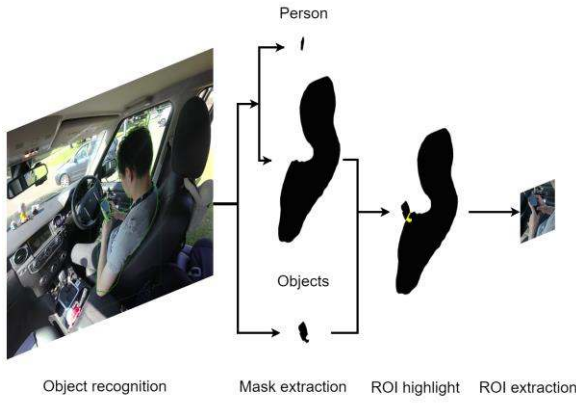 Person
Objects
Object recognition
Mask extraction
ROI highlight
ROI extraction